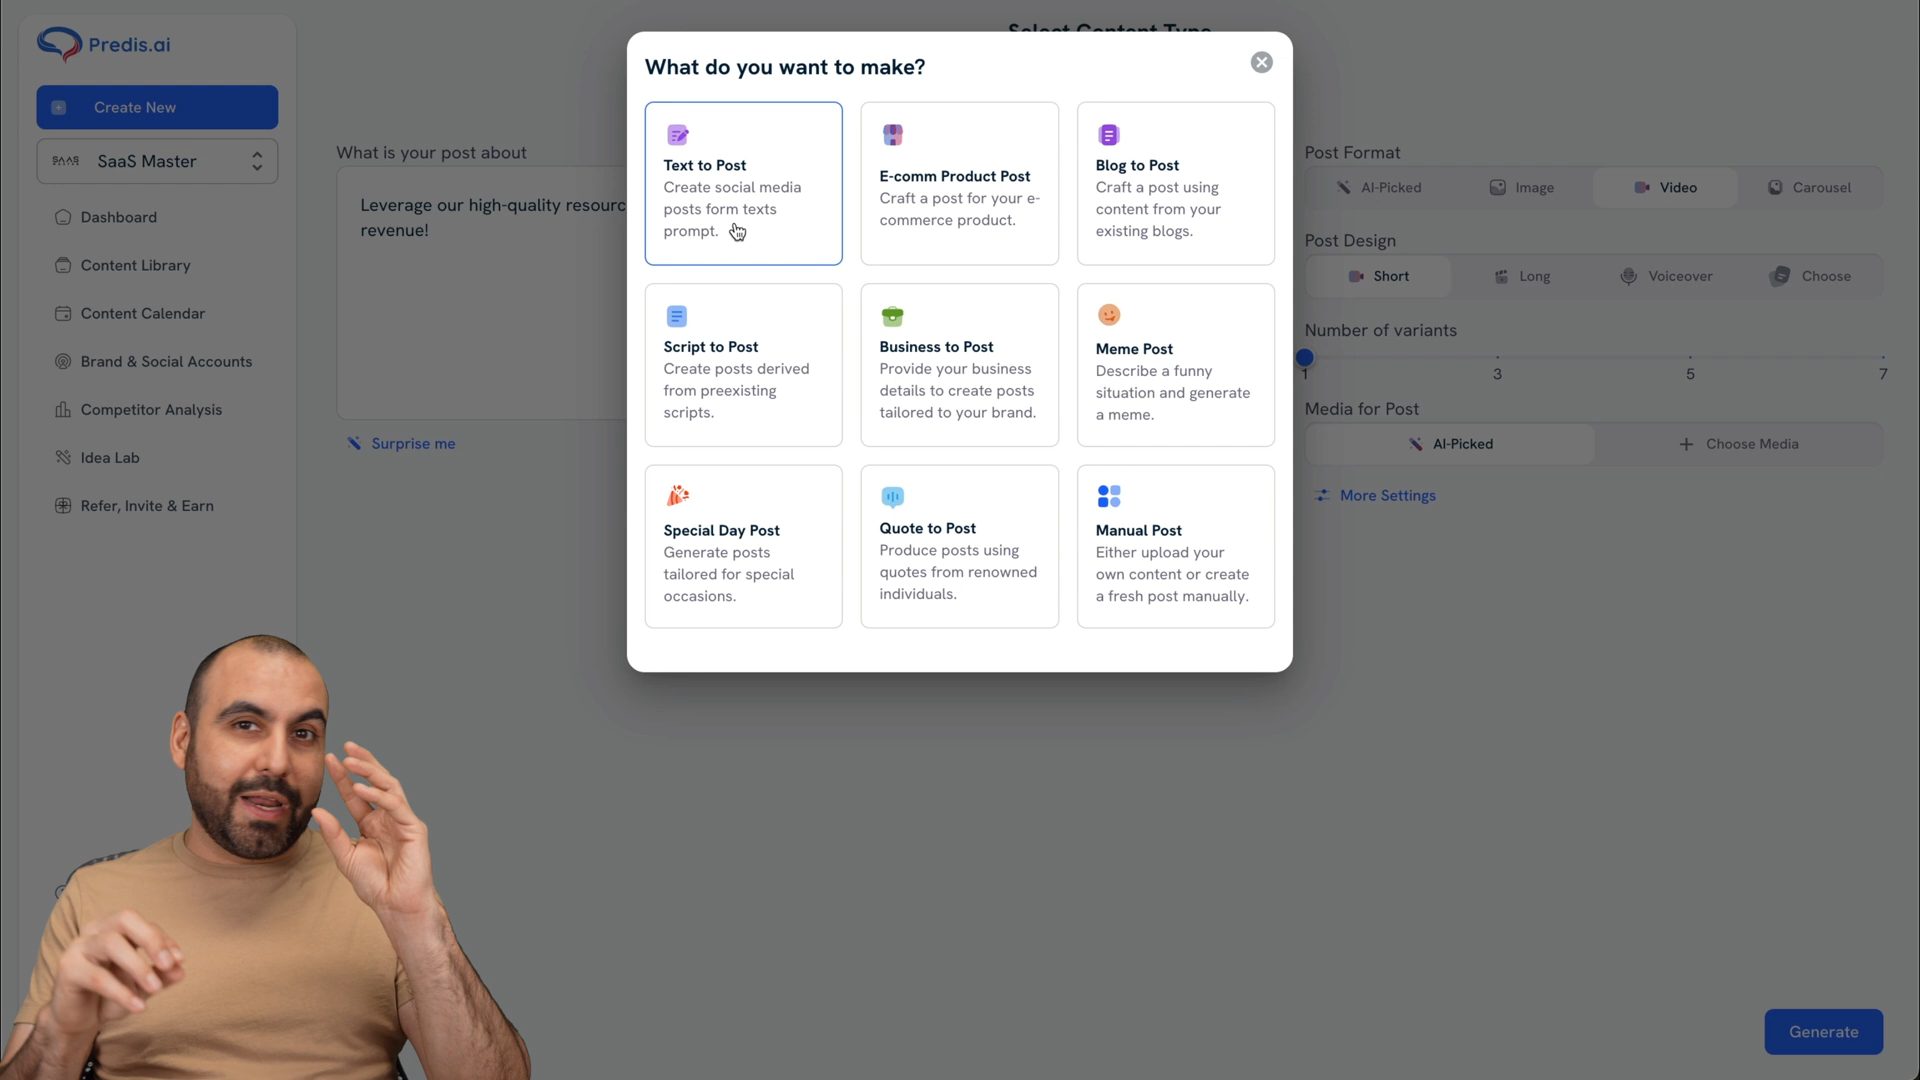 Predis.ai
Create New
SAAS SaaS Master
Dashboard
Content Library
Content Calendar
Brand & Social Accounts
Competitor Analysis
Idea Lab
Refer, Invite & Earn
Select Content Type
What is your post about
Leverage our high-quality resourc
revenue!
Surprise me
What do you want to make?
Text to Post
Create social media
posts form texts
prompt.
E-comm Product Post
Craft a post for your e-
commerce product.
Blog to Post
Craft a post using
content from your
existing blogs.
Script to Post
Create posts derived
from preexisting
scripts.
Business to Post
Provide your business
details to create posts
tailored to your brand.
Meme Post
Describe a funny
situation and generate
a meme.
Special Day Post
Generate posts
tailored for special
occasions.
Quote to Post
Produce posts using
quotes from renowned
individuals.
Manual Post
Either upload your
own content or create
a fresh post manually.
Post Format
AI-Picked Image Video Carousel
Post Design
Short Long Voiceover Choose
Number of variants
1 3 5 7
Media for Post
AI-Picked + Choose Media
More Settings
Generate